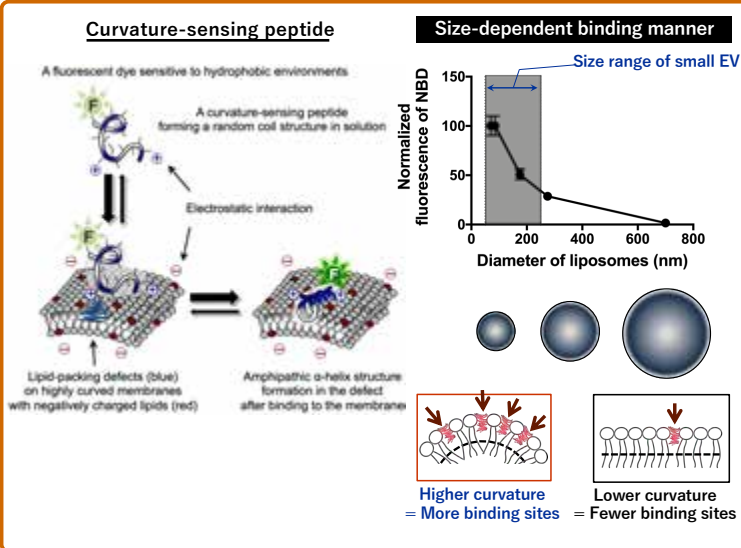 Curvature-sensing peptide
A fluorescent dye sensitive to hydrophobic environments
F
A curvature-sensing peptide
forming a random coil structure in solution
+
+
Electrostatic interaction
F
F
Lipid-packing defects (blue)
on highly curved membranes
with negatively charged lipids (red)
Amphipathic α-helix structure
formation in the defect
after binding to the membrane
Size-dependent binding manner
Size range of small EV
Normalized
fluorescence of NBD
150
100
50
0
0
200
400
600
800
Diameter of liposomes (nm)
Higher curvature
= More binding sites
Lower curvature
= Fewer binding sites